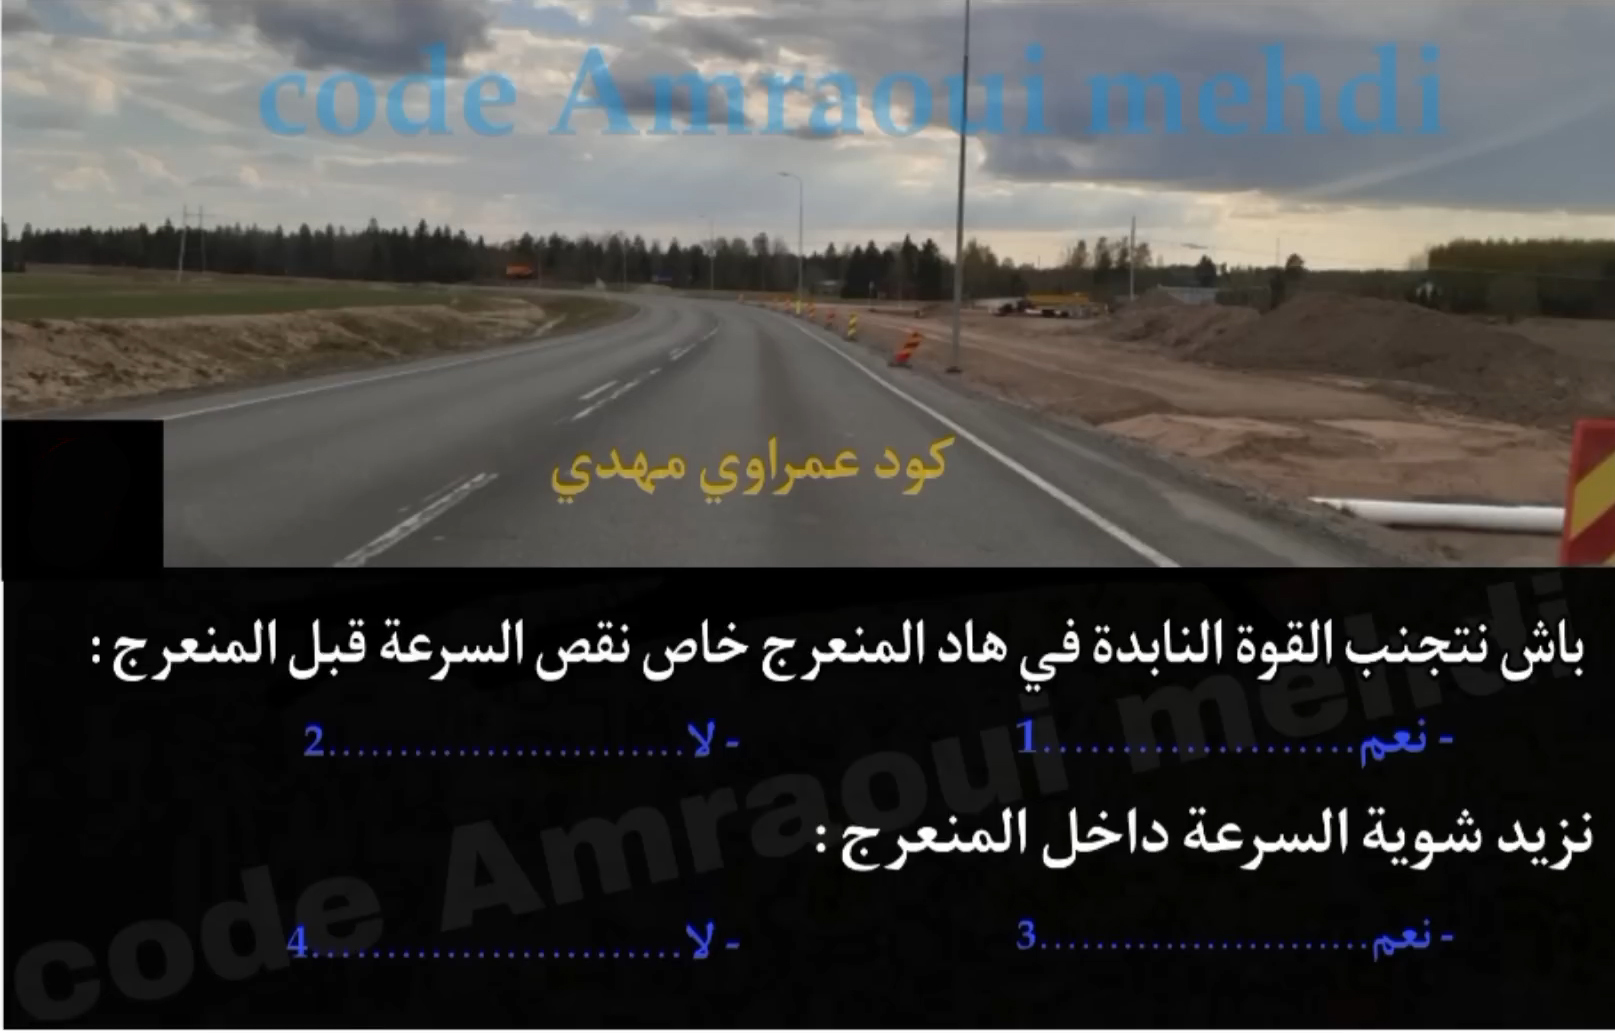 code Amraoui mehdi
كود عمراوي مهدي
باش نتجنب القوة النابدة في هاد المنعرج خاص نقص السرعة قبل المنعرج :
- نعم.....................1 - لا........................2
نزيد شوية السرعة داخل المنعرج :
- نعم......................3 - لا.........................4
code Amraoui mehdi